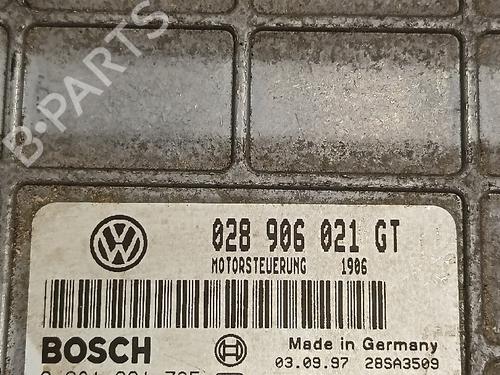 B-PARTS
028 906 021 GT
MOTORSTEUERUNG 1906
BOSCH
Made in Germany
03.09.97 28SA3509